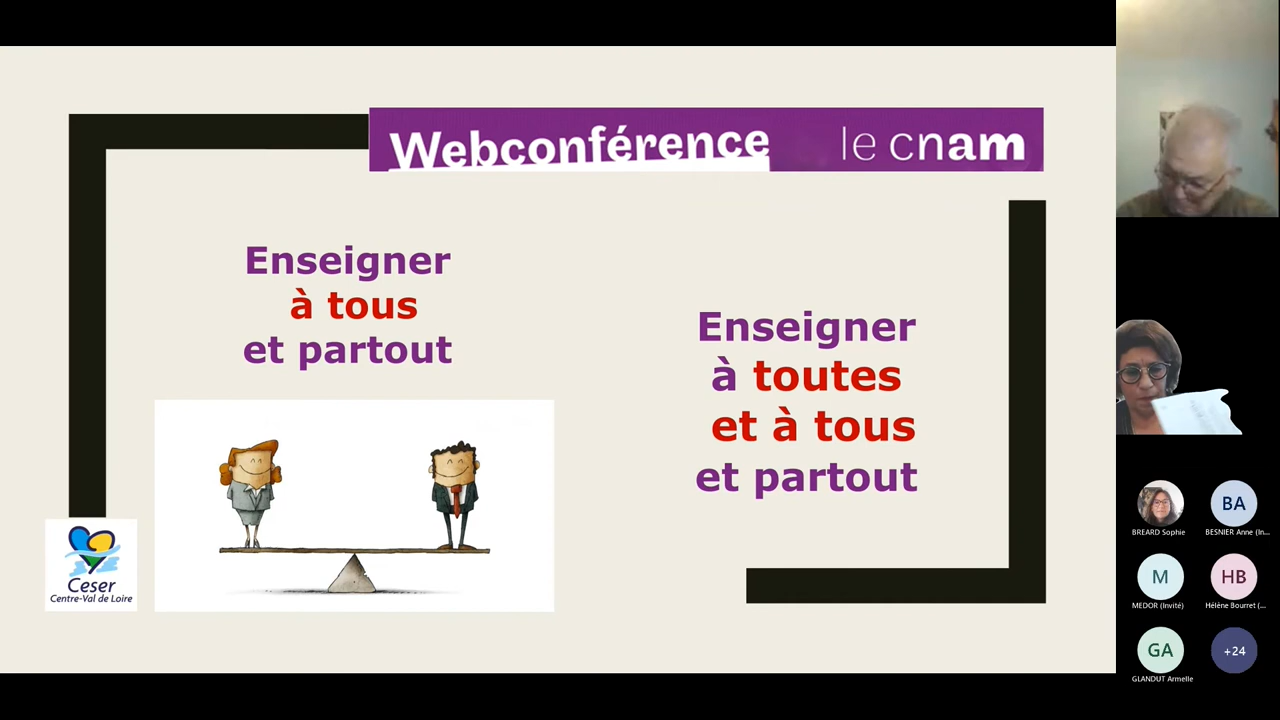 Webconférence
le cnam
Enseigner
à tous
et partout
Enseigner
à toutes
et à tous
et partout
Ceser
Centre-Val de Loire
BREARD Sophie
BA
BESNIER Anne (In...
M
MEDOR (Invité)
HB
Hélène Bourret (...
GA
GLANDUT Armelle
+24